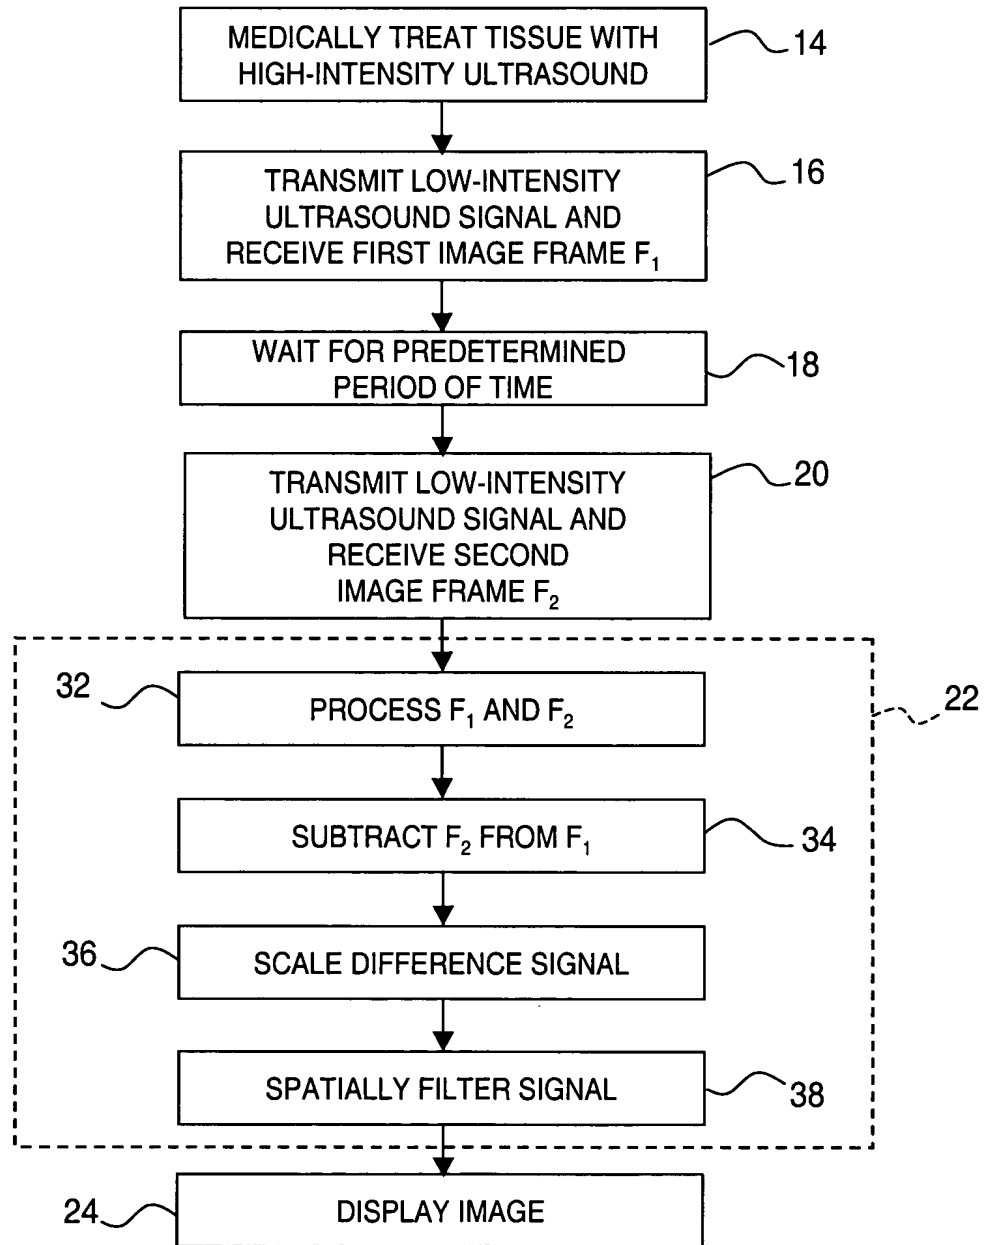 MEDICALLY TREAT TISSUE WITH
HIGH-INTENSITY ULTRASOUND
14
TRANSMIT LOW-INTENSITY
ULTRASOUND SIGNAL AND
RECEIVE FIRST IMAGE FRAME F₁
16
WAIT FOR PREDETERMINED
PERIOD OF TIME
18
TRANSMIT LOW-INTENSITY
ULTRASOUND SIGNAL AND
RECEIVE SECOND
IMAGE FRAME F₂
20
32
PROCESS F₁ AND F₂
22
SUBTRACT F₂ FROM F₁
34
36
SCALE DIFFERENCE SIGNAL
SPATIALLY FILTER SIGNAL
38
24
DISPLAY IMAGE